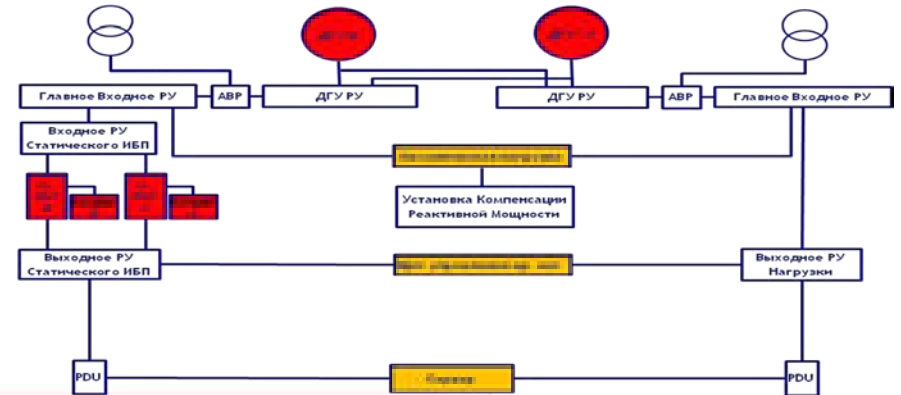 Главное Входное РУ
АВР
ДГУ РУ
ДГУ РУ
АВР
Главное Входное РУ
Входное РУ
Статического ИБП
Установка Компенсации
Реактивной Мощности
Выходное РУ
Статического ИБП
Выходное РУ
Нагрузки
PDU
PDU